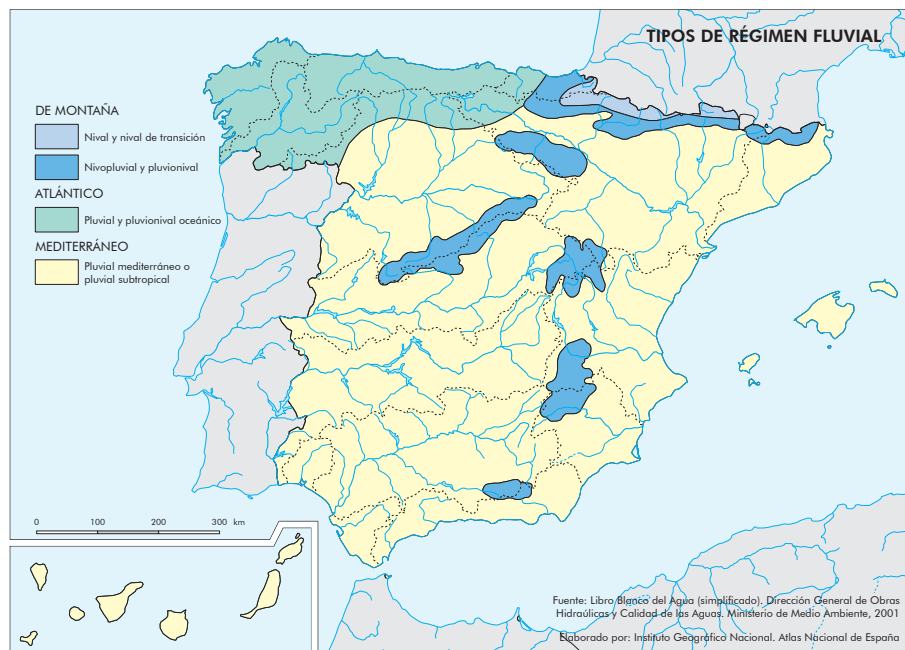 TIPOS DE RÉGIMEN FLUVIAL
DE MONTAÑA
Nival y nival de transición
Nivopluvial y pluvionival
ATLÁNTICO
Pluvial y pluvionival oceánico
MEDITERRÁNEO
Pluvial mediterráneo o
pluvial subtropical
0 100 200 300 km
Fuente: Libro Blanco del Agua (simplificado). Dirección General de Obras
Hidraúlicas y Calidad de las Aguas. Ministerio de Medio Ambiente, 2001
Elaborado por: Instituto Geográfico Nacional. Atlas Nacional de España